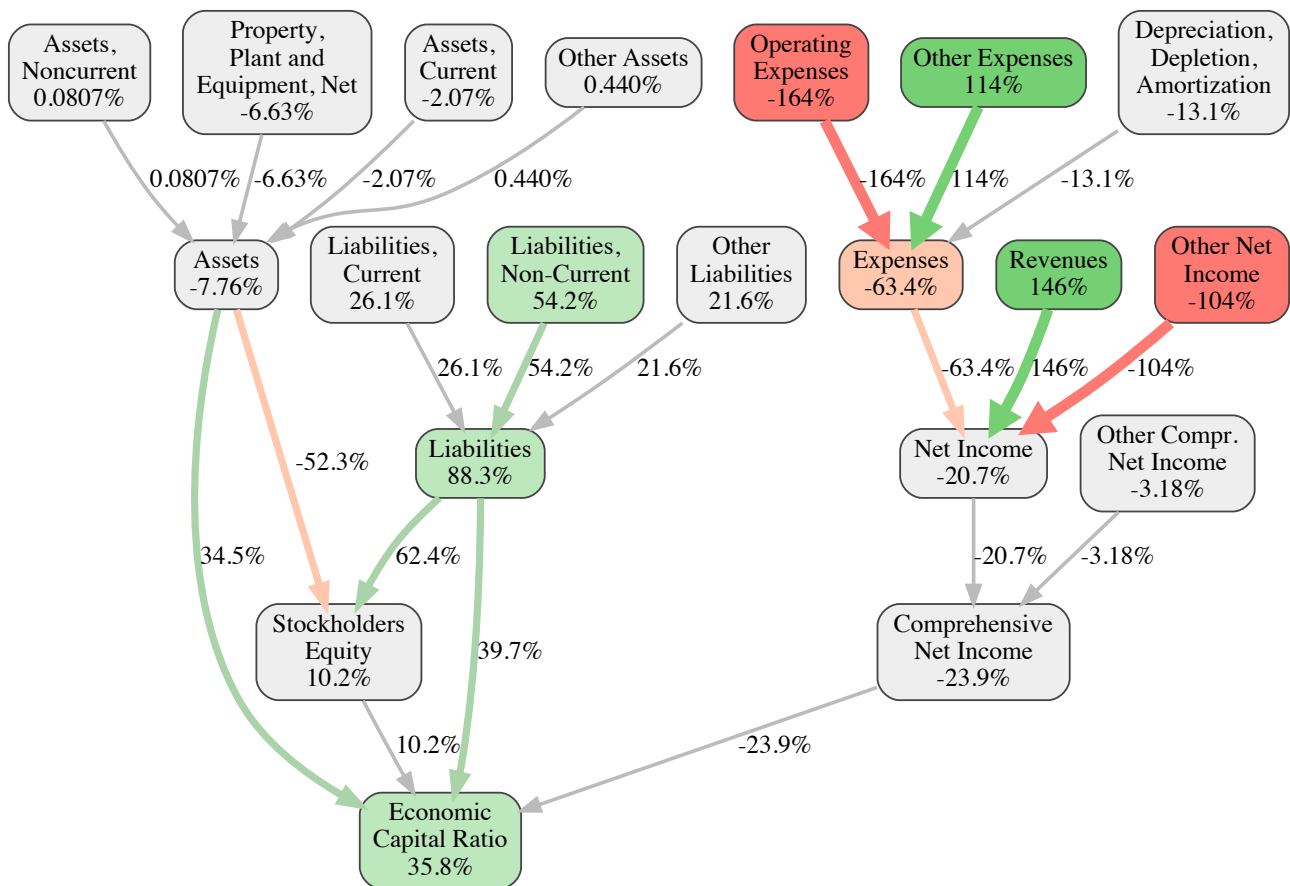 Assets,
Noncurrent
0.0807%
Property,
Plant and
Equipment, Net
-6.63%
Assets,
Current
-2.07%
Other Assets
0.440%
Operating
Expenses
-164%
Other Expenses
114%
Depreciation,
Depletion,
Amortization
-13.1%
0.0807%
-6.63%
-2.07%
0.440%
-164%
114%
-13.1%
Assets
-7.76%
Liabilities,
Current
26.1%
Liabilities,
Non-Current
54.2%
Other
Liabilities
21.6%
Expenses
-63.4%
Revenues
146%
Other Net
Income
-104%
26.1%
54.2%
21.6%
-63.4%
146%
-104%
-52.3%
Liabilities
88.3%
Net Income
-20.7%
Other Compr.
Net Income
-3.18%
34.5%
62.4%
-20.7%
-3.18%
Stockholders
Equity
10.2%
39.7%
Comprehensive
Net Income
-23.9%
10.2%
-23.9%
Economic
Capital Ratio
35.8%